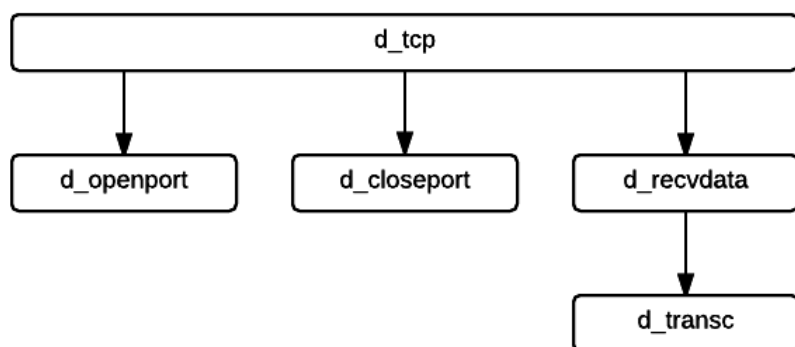 d_tcp
d_openport
d_closeport
d_recvdata
d_transc